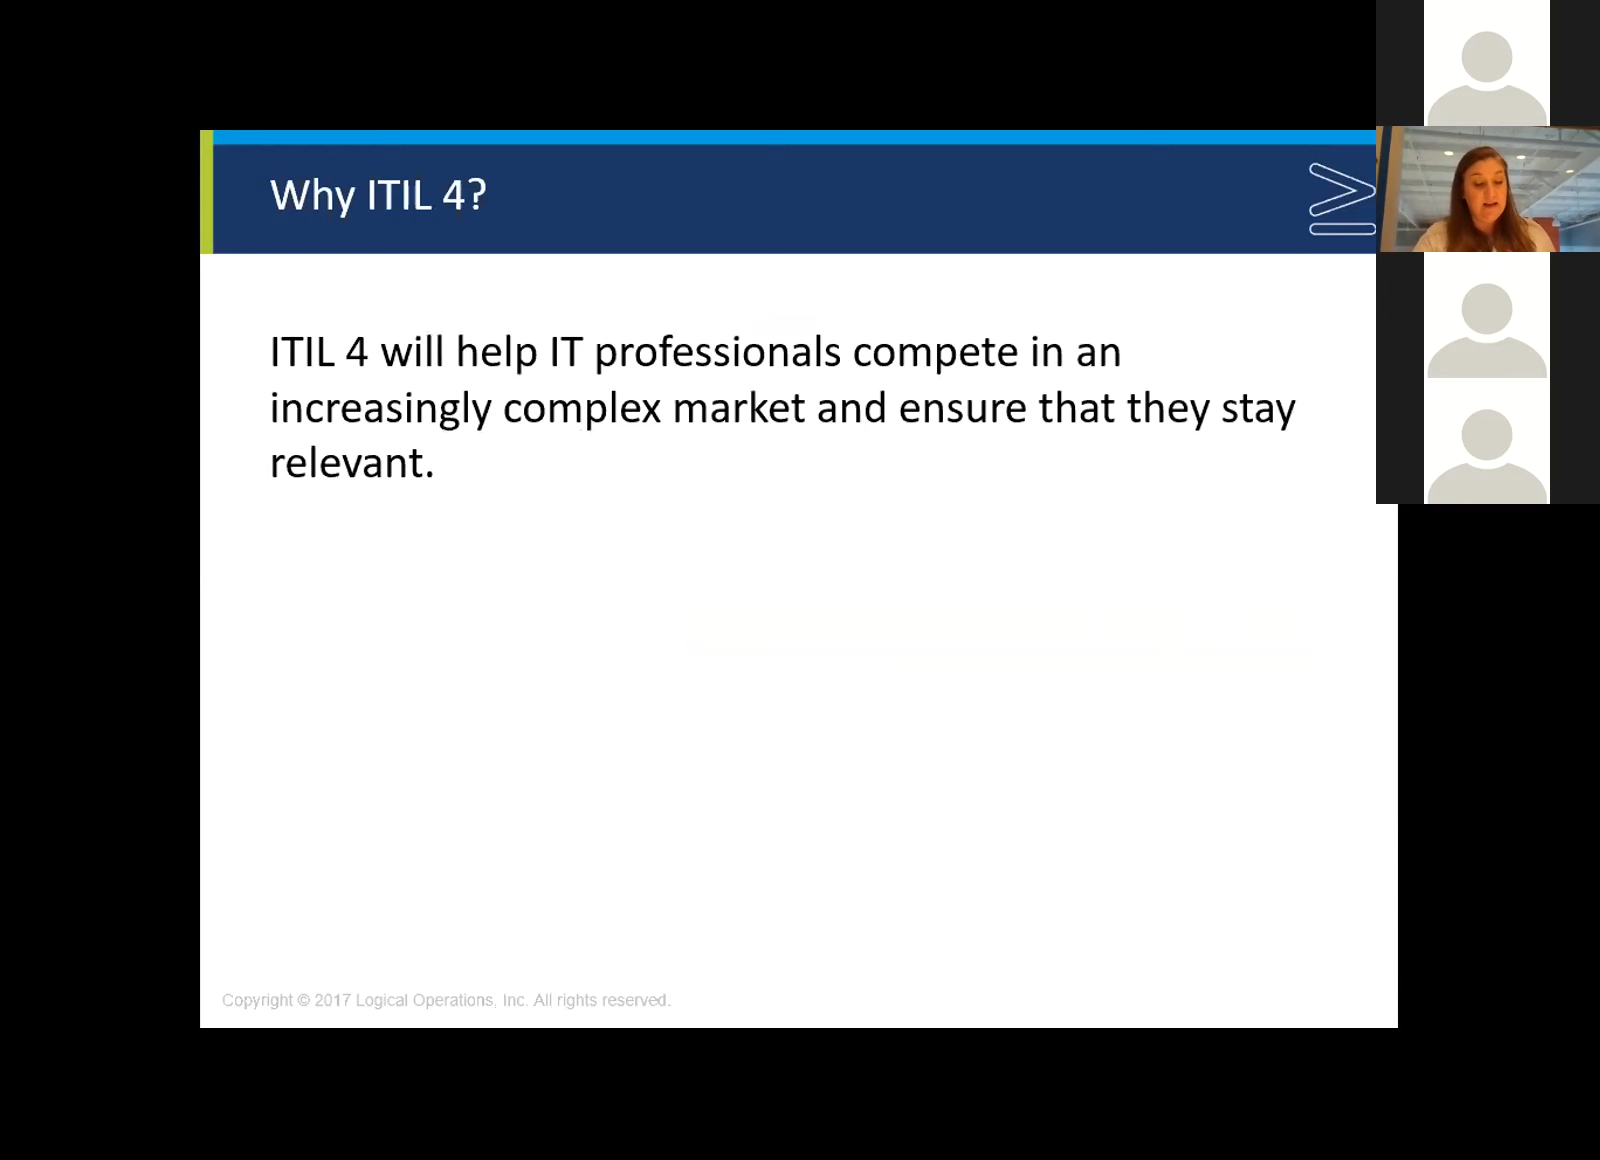 Why ITIL 4?
ITIL 4 will help IT professionals compete in an
increasingly complex market and ensure that they stay
relevant.
Copyright © 2017 Logical Operations, Inc. All rights reserved.